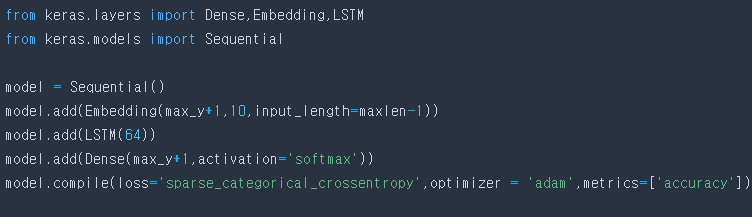 from keras.layers import Dense,Embedding,LSTM
from keras.models import Sequential
model = Sequential()
model.add(Embedding(max_y+1,10,input_length=maxlen-1))
model.add(LSTM(64))
model.add(Dense(max_y+1,activation='softmax'))
model.compile(loss='sparse_categorical_crossentropy',optimizer = 'adam',metrics=['accuracy'])